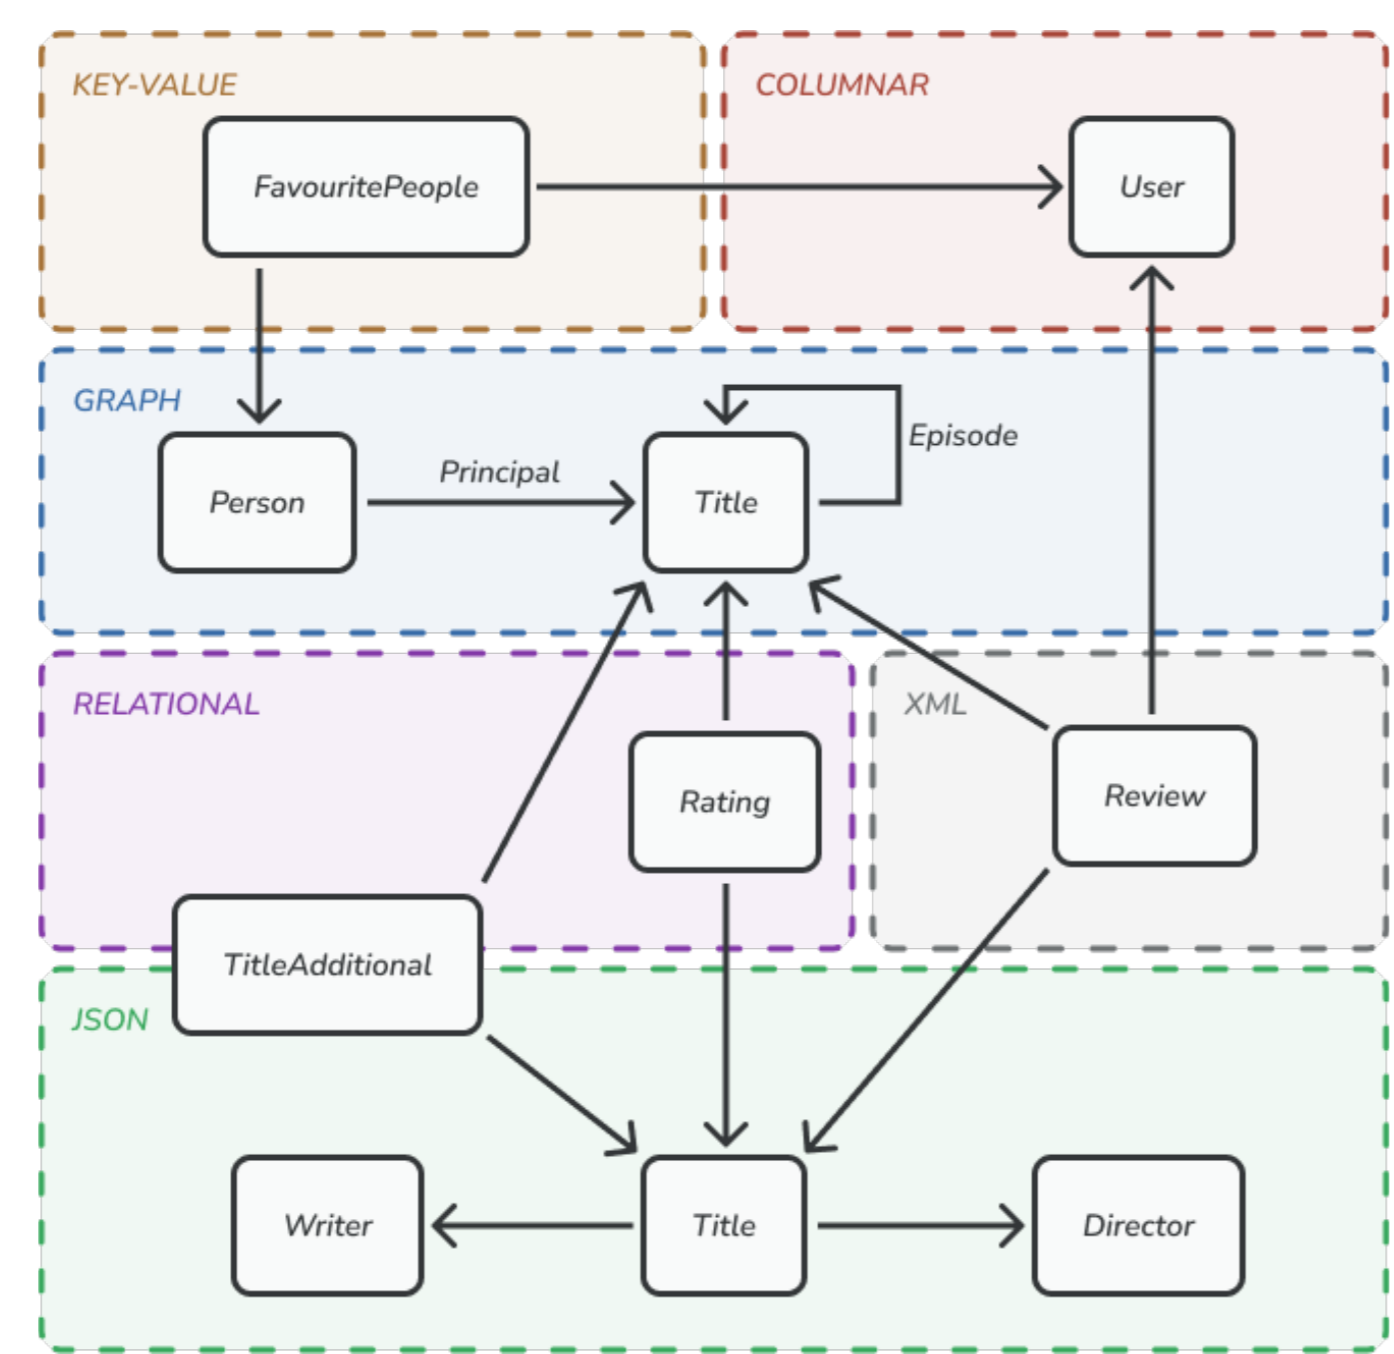 KEY-VALUE
COLUMNAR
FavouritePeople
User
GRAPH
Episode
Principal
Person
Title
RELATIONAL
XML
Rating
Review
TitleAdditional
JSON
Writer
Title
Director